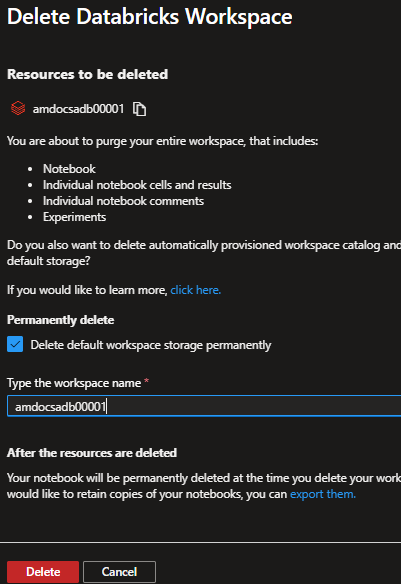 Delete Databricks Workspace
Resources to be deleted
amdocsadb00001
You are about to purge your entire workspace, that includes:
• Notebook
• Individual notebook cells and results
• Individual notebook comments
• Experiments
Do you also want to delete automatically provisioned workspace catalog and
default storage?
If you would like to learn more, click here.
Permanently delete
Delete default workspace storage permanently
Type the workspace name *
amdocsadb00001
After the resources are deleted
Your notebook will be permanently deleted at the time you delete your work
would like to retain copies of your notebooks, you can export them.
Delete Cancel